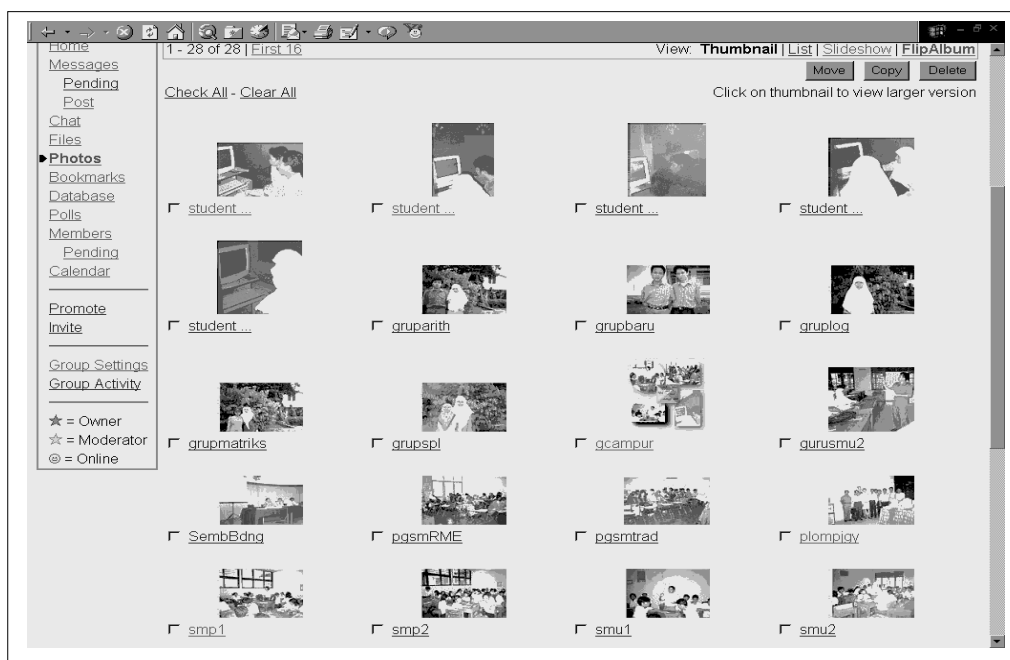 Home
Messages
Pending
Post
Chat
Files
Photos
Bookmarks
Database
Polls
Members
Pending
Calendar
Promote
Invite
Group Settings
Group Activity
= Owner
= Moderator
= Online
1 - 28 of 28 | First 16
View: Thumbnail | List | Slideshow | FlipAlbum
Move Copy Delete
Check All - Clear All
Click on thumbnail to view larger version
student ... student ... student ... student ...
student ... gruparith grupbaru gruplog
grupmatriks grupspl gcampur gurusmu2
SembBdng pgsmRME pgsmtrad plompjgy
smp1 smp2 smu1 smu2